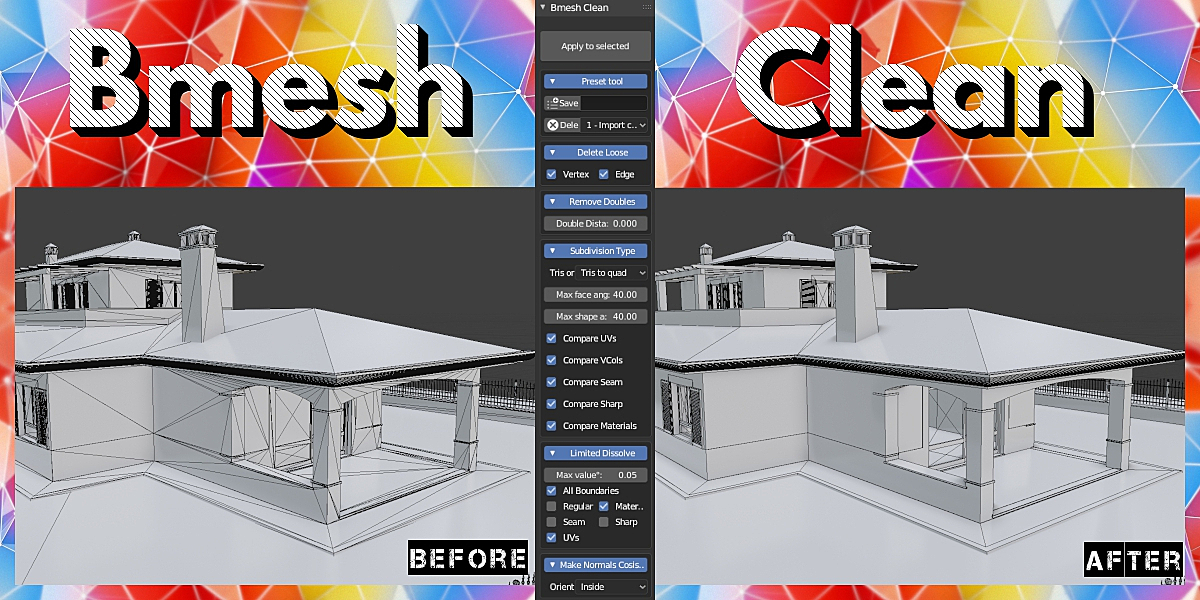 Bmesh Clean
Bmesh Clean
Apply to selected
Preset tool
Save
Dele 1 - Import c..
Delete Loose
Vertex Edge
Remove Doubles
Double Dista: 0.000
Subdivision Type
Tris or Tris to quad
Max face ang: 40.00
Max shape a: 40.00
Compare UVs
Compare VCols
Compare Seam
Compare Sharp
Compare Materials
Limited Dissolve
Max value°: 0.05
All Boundaries
Regular Mater..
Seam Sharp
UVs
Make Normals Cosis..
Orient Inside
BEFORE
AFTER